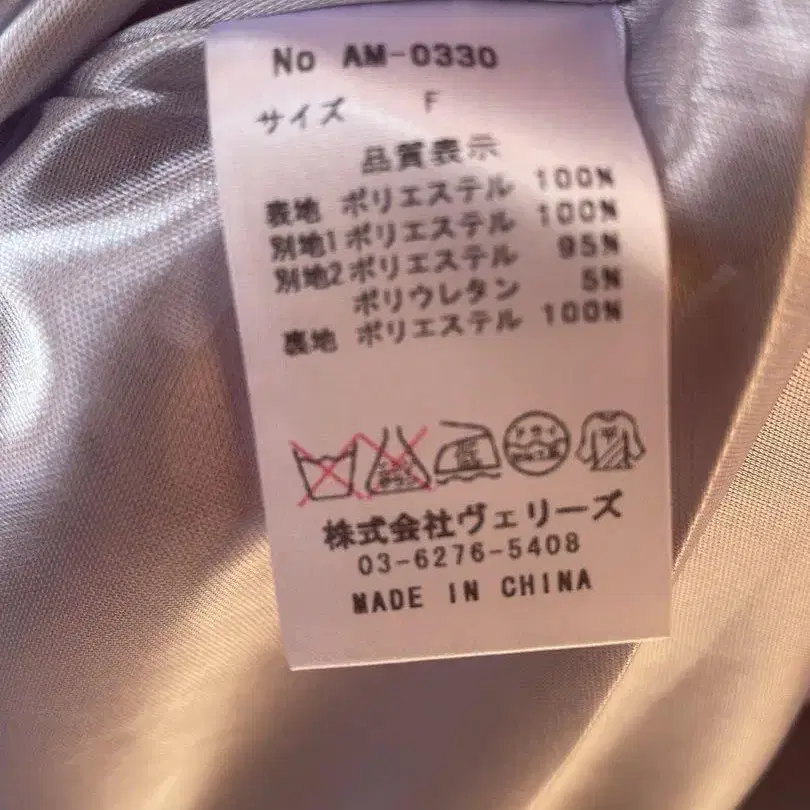 No AM-0330
サイズ F
品質表示
表地 ポリエステル 100%
別地1 ポリエステル 100%
別地2 ポリエステル 95%
ポリウレタン 5%
裏地 ポリエステル 100%
株式会社ヴェリーズ
03-6276-5408
MADE IN CHINA